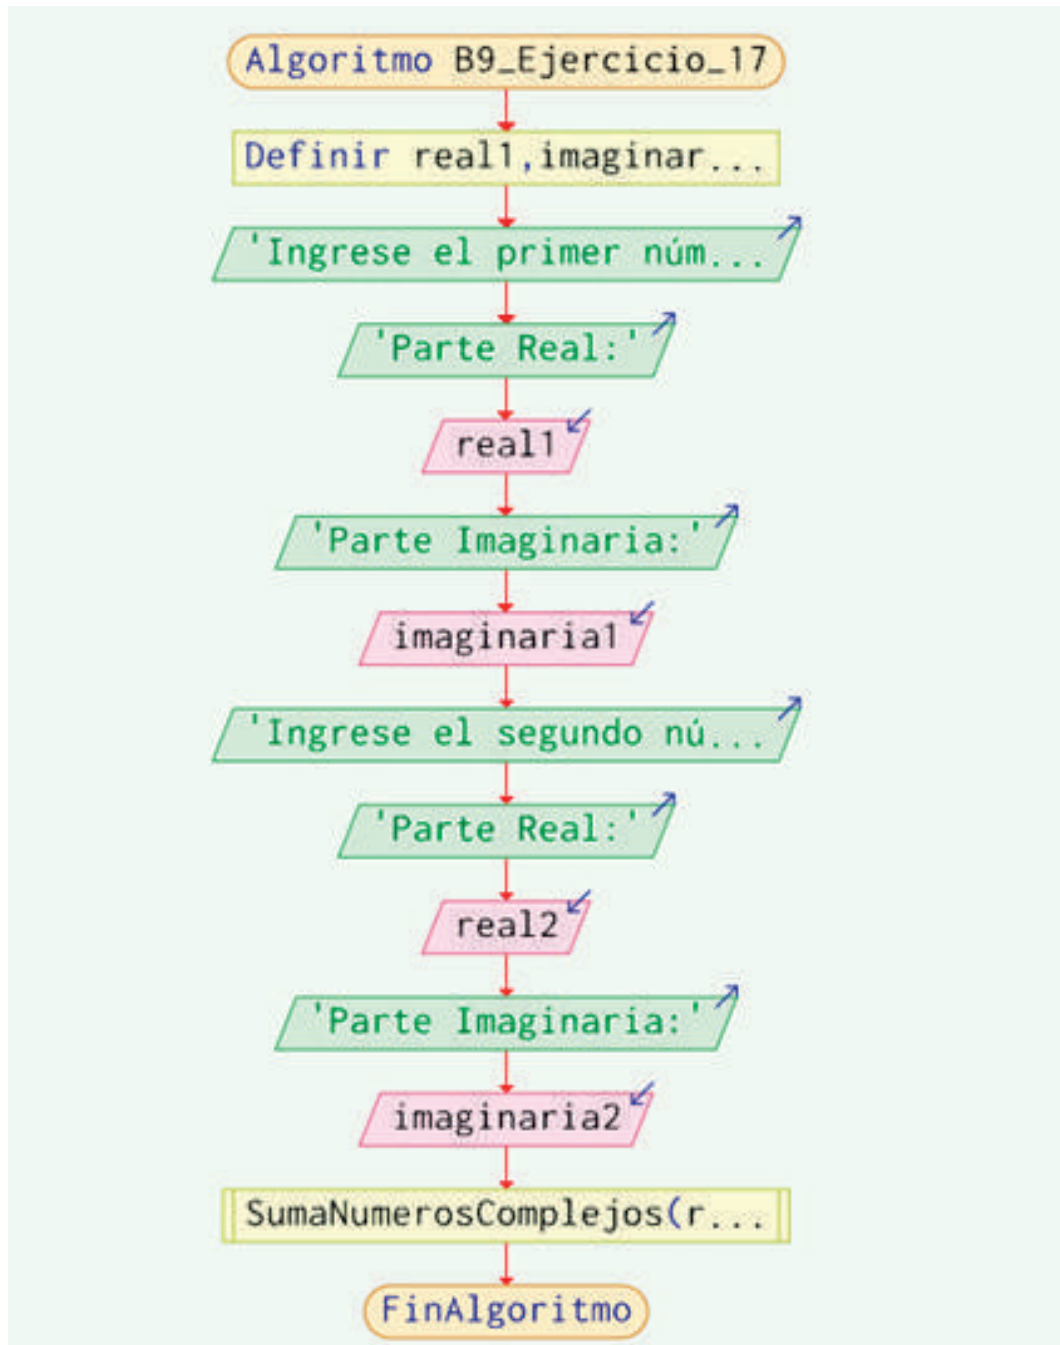 Algoritmo B9_Ejercicio_17
Definir real1,imaginar...
'Ingrese el primer núm...
'Parte Real:'
real1
'Parte Imaginaria:'
imaginaria1
'Ingrese el segundo nú...
'Parte Real:'
real2
'Parte Imaginaria:'
imaginaria2
SumaNumerosComplejos(r...
FinAlgoritmo